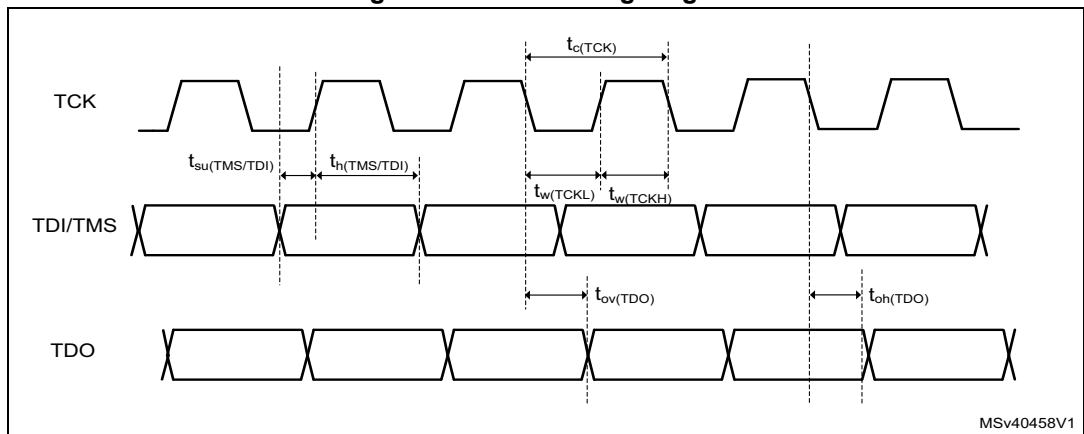 t_c(TCK)
TCK
t_su(TMS/TDI) t_h(TMS/TDI)
t_w(TCKL) t_w(TCKH)
TDI/TMS
t_ov(TDO) t_oh(TDO)
TDO
MSv40458V1